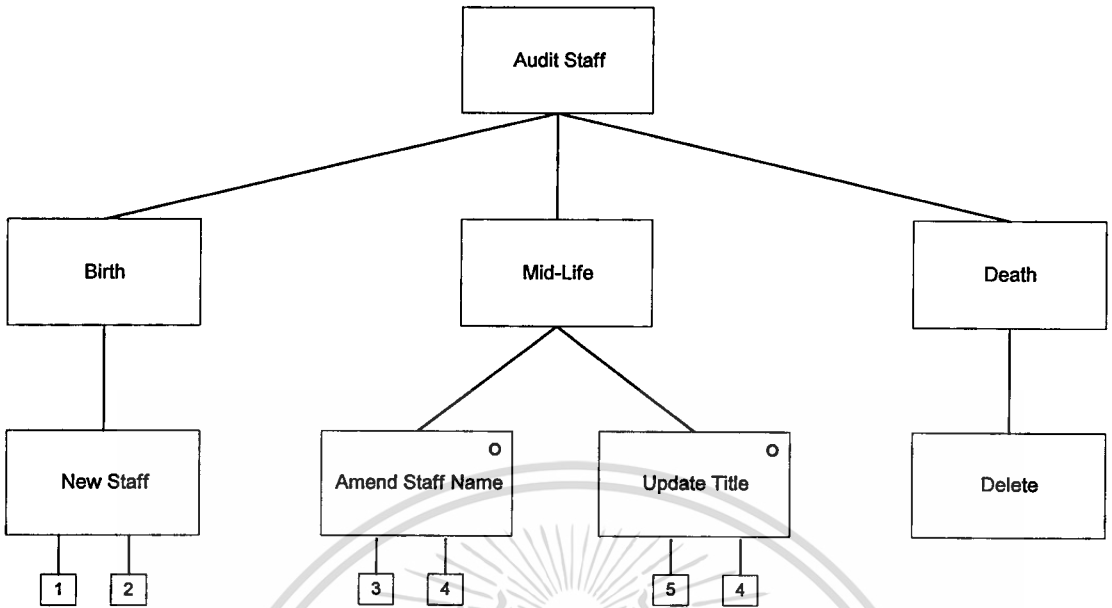 Audit Staff
Birth
Mid-Life
Death
New Staff
O
Amend Staff Name
O
Update Title
Delete
1
2
3
4
5
4